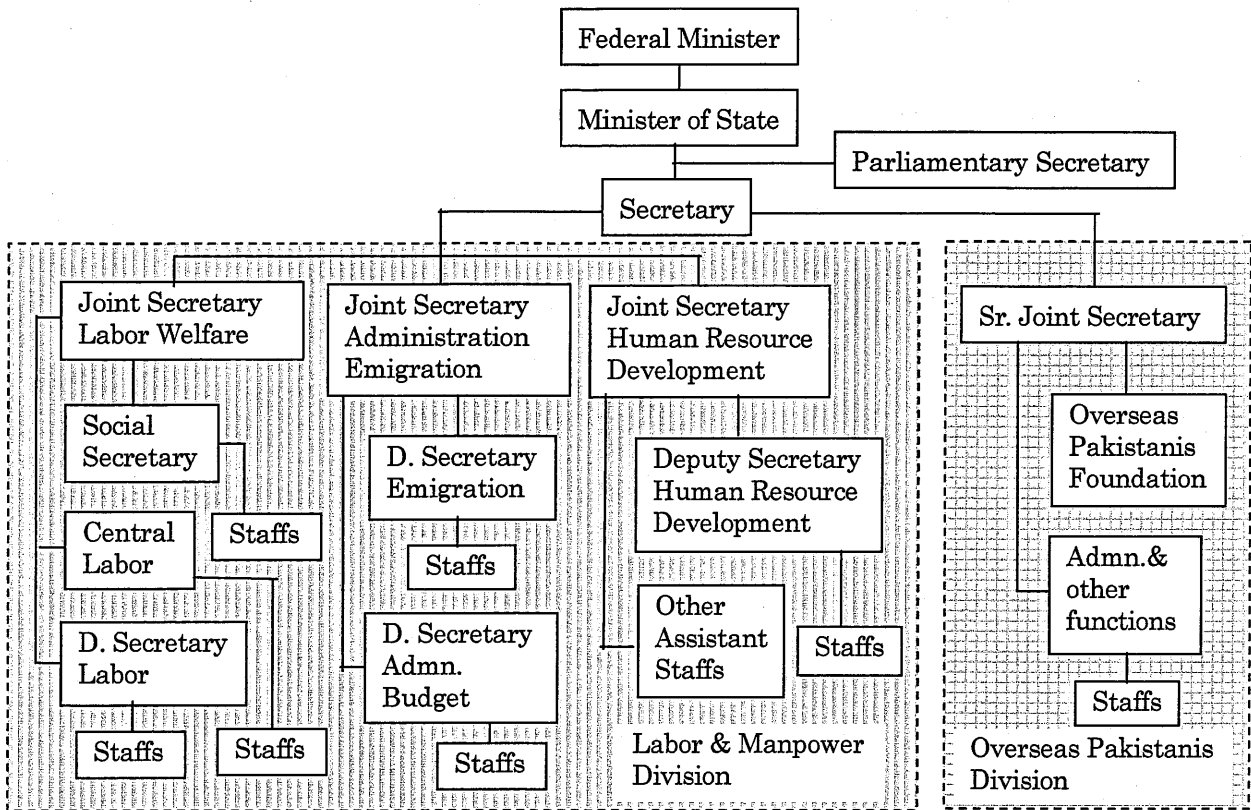 Federal Minister
Minister of State
Parliamentary Secretary
Secretary
Joint Secretary
Labor Welfare
Social
Secretary
Staffs
Central
Labor
Staffs
D. Secretary
Labor
Staffs
Joint Secretary
Administration
Emigration
D. Secretary
Emigration
Staffs
D. Secretary
Admn.
Budget
Staffs
Joint Secretary
Human Resource
Development
Deputy Secretary
Human Resource
Development
Staffs
Other
Assistant
Staffs
Labor & Manpower
Division
Sr. Joint Secretary
Overseas
Pakistanis
Foundation
Admn.&
other
functions
Staffs
Overseas Pakistanis
Division